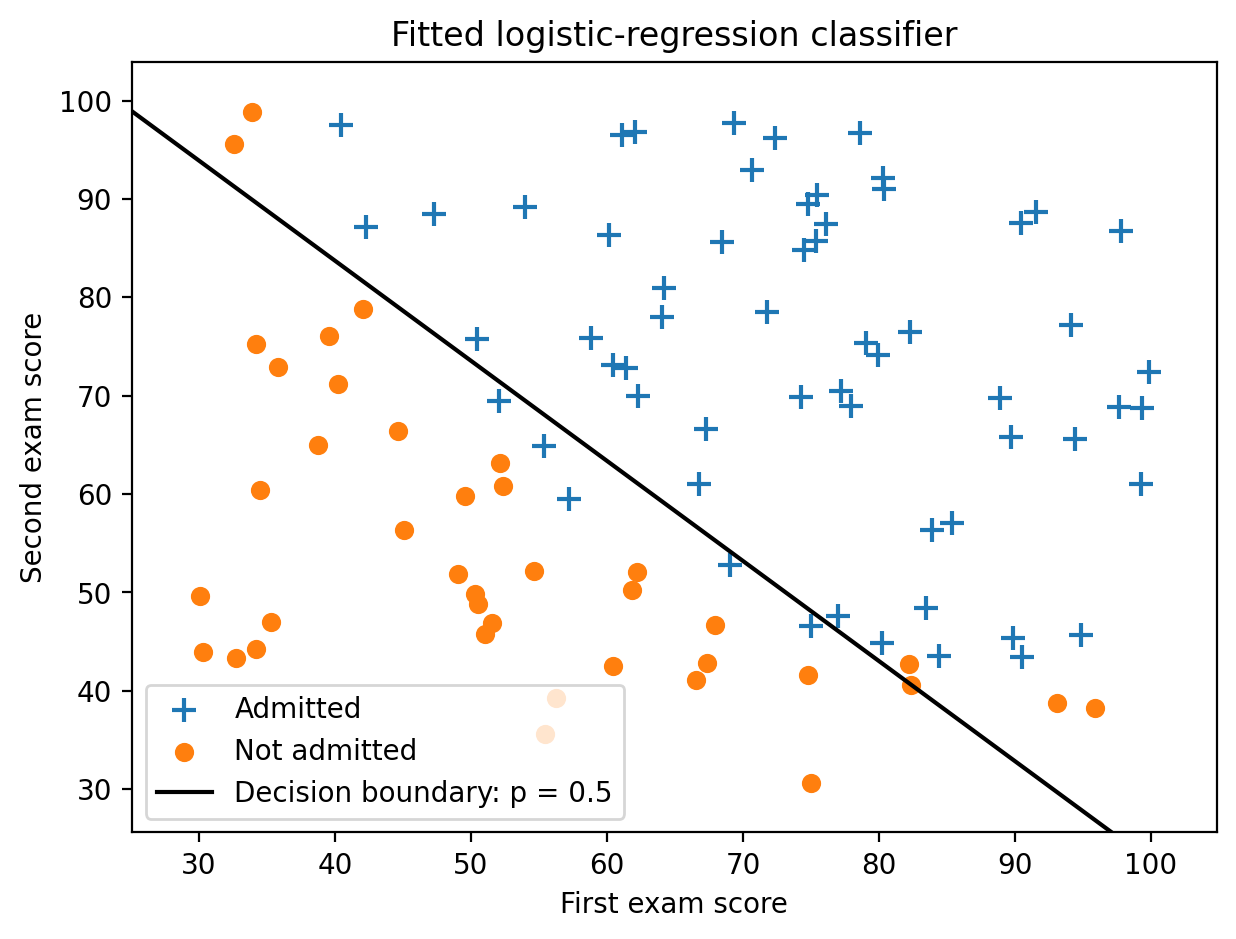 Fitted logistic-regression classifier
100
90
80
70
60
50
40
30
Second exam score
Admitted
Not admitted
Decision boundary: p = 0.5
30 40 50 60 70 80 90 100
First exam score